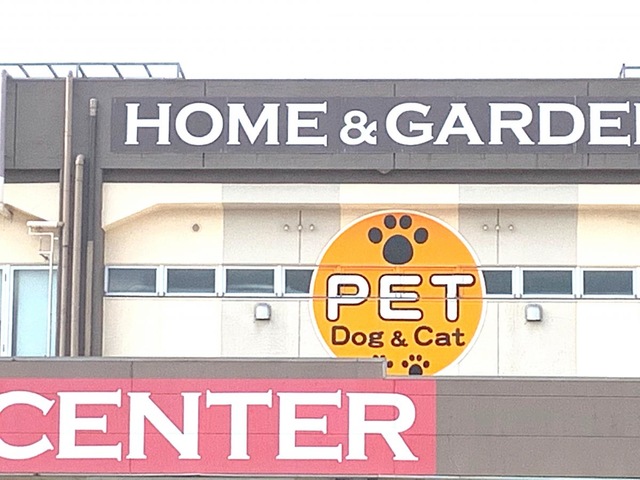 HOME & GARDE
PET
Dog & Cat
CENTER